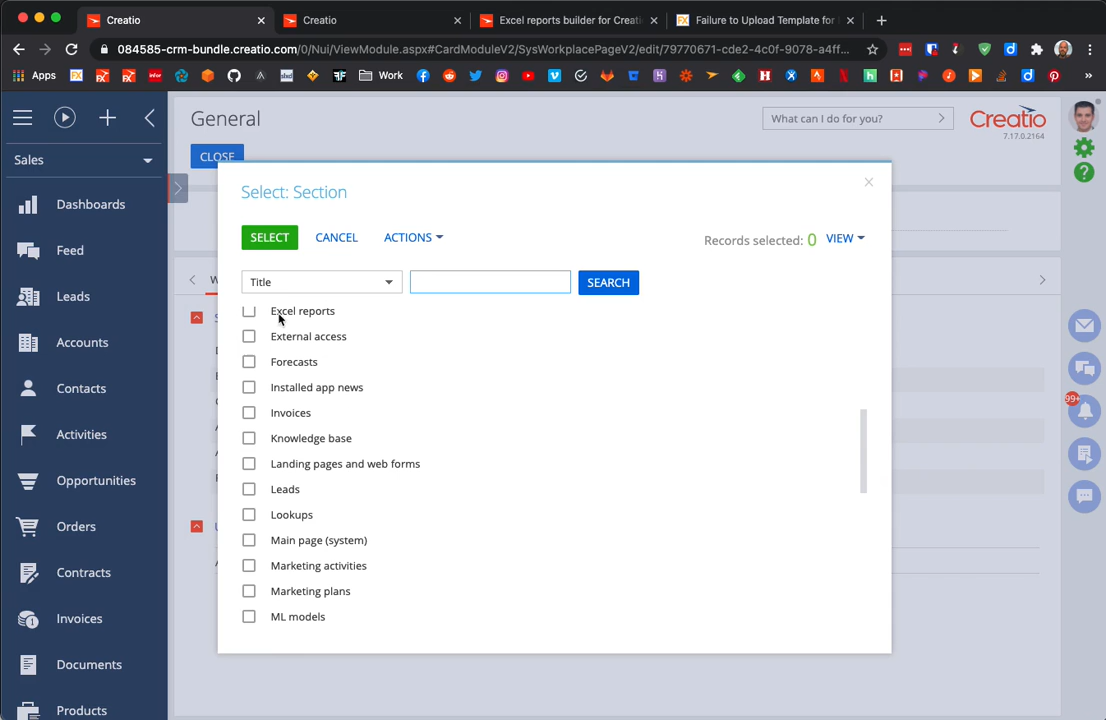 Creatio
Creatio
Excel reports builder for Creati
Failure to Upload Template for
084585-crm-bundle.creatio.com/0/Nui/ViewModule.aspx#CardModuleV2/SysWorkplacePageV2/edit/79770671-cde2-4c0f-9078-a4ff...
Apps
Work
General
What can I do for you?
Creatio
7.17.0.2164
CLOSE
Sales
Dashboards
Feed
Leads
Accounts
Contacts
Activities
Opportunities
Orders
Contracts
Invoices
Documents
Products
Select: Section
SELECT
CANCEL
ACTIONS
Records selected: 0
VIEW
Title
SEARCH
Excel reports
External access
Forecasts
Installed app news
Invoices
Knowledge base
Landing pages and web forms
Leads
Lookups
Main page (system)
Marketing activities
Marketing plans
ML models
99+